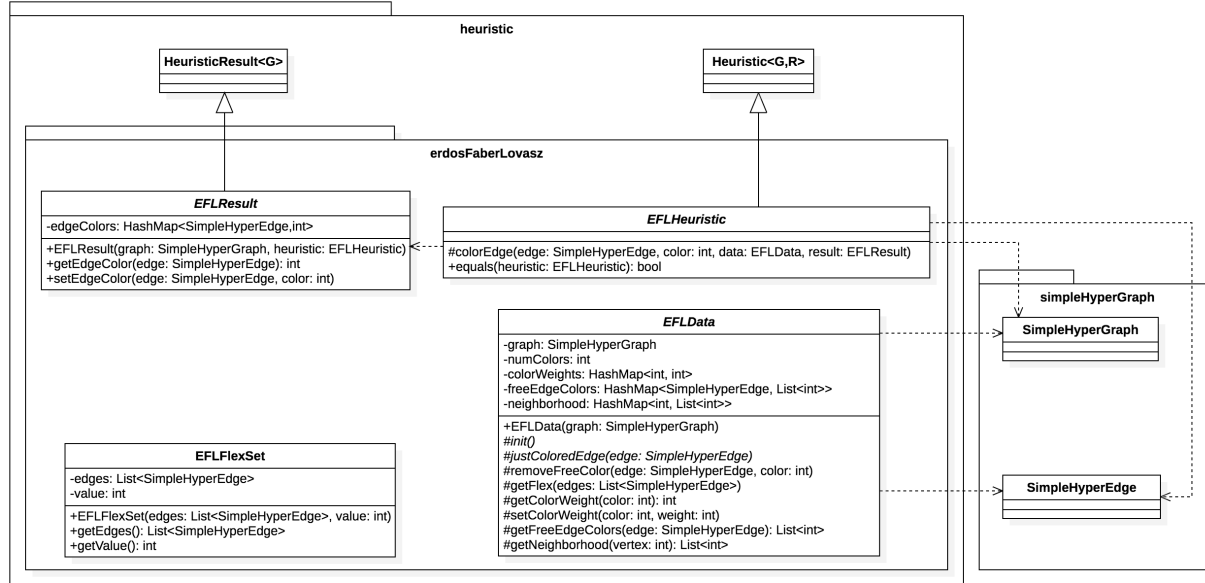 heuristic
HeuristicResult<G>
Heuristic<G,R>
erdosFaberLovasz
EFLResult
-edgeColors: HashMap<SimpleHyperEdge,int>
+EFLResult(graph: SimpleHyperGraph, heuristic: EFLHeuristic)
+getEdgeColor(edge: SimpleHyperEdge): int
+setEdgeColor(edge: SimpleHyperEdge, color: int)
EFLHeuristic
#colorEdge(edge: SimpleHyperEdge, color: int, data: EFLData, result: EFLResult)
+equals(heuristic: EFLHeuristic): bool
simpleHyperGraph
SimpleHyperGraph
EFLData
-graph: SimpleHyperGraph
-numColors: int
-colorWeights: HashMap<int, int>
-freeEdgeColors: HashMap<SimpleHyperEdge, List<int>>
-neighborhood: HashMap<int, List<int>>
+EFLData(graph: SimpleHyperGraph)
#init()
#justColoredEdge(edge: SimpleHyperEdge)
#removeFreeColor(edge: SimpleHyperEdge, color: int)
#getFlex(edges: List<SimpleHyperEdge>)
#getColorWeight(color: int): int
#setColorWeight(color: int, weight: int)
#getFreeEdgeColors(edge: SimpleHyperEdge): List<int>
#getNeighborhood(vertex: int): List<int>
EFLFlexSet
-edges: List<SimpleHyperEdge>
-value: int
+EFLFlexSet(edges: List<SimpleHyperEdge>, value: int)
+getEdges(): List<SimpleHyperEdge>
+getValue(): int
SimpleHyperEdge